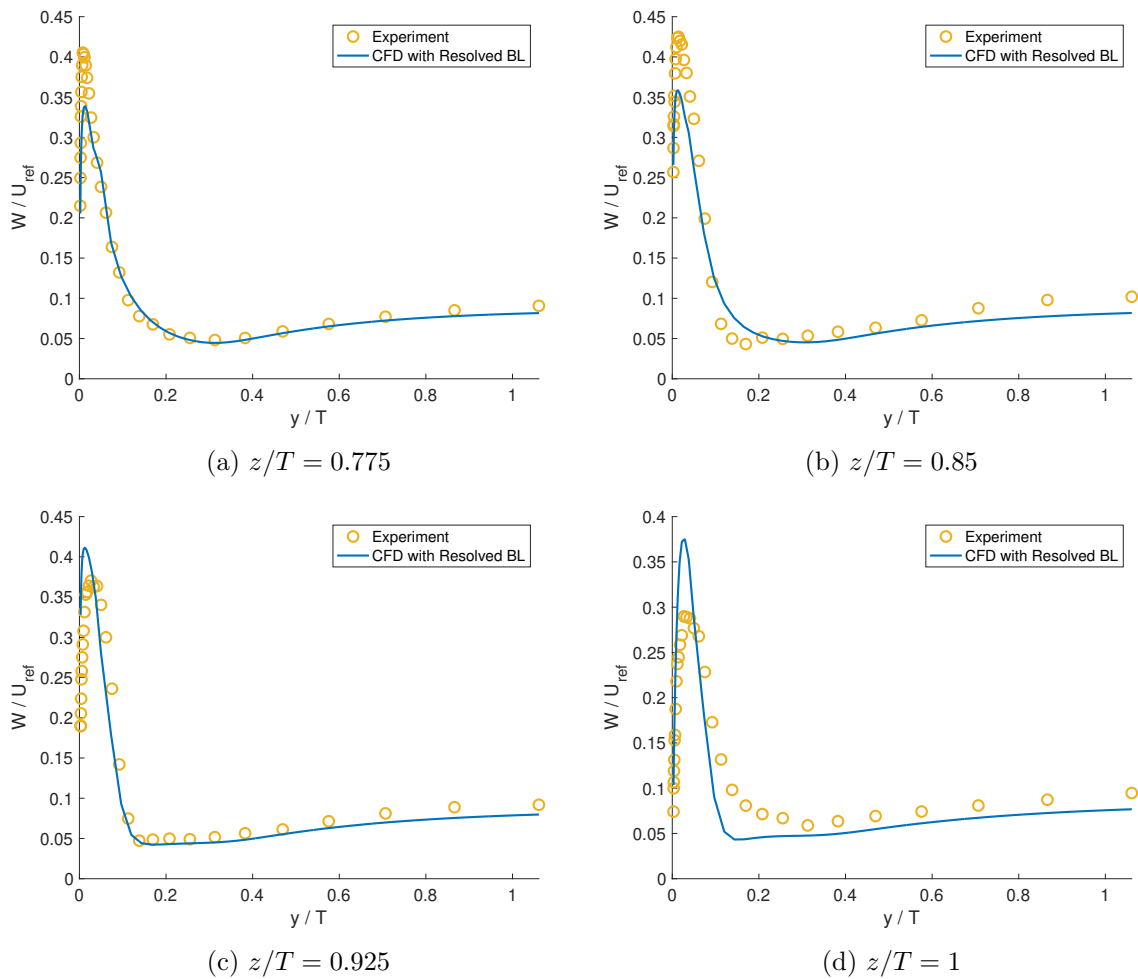 0.45
0.4
0.35
0.3
0.25
0.2
0.15
0.1
0.05
0
W / U_ref
0 0.2 0.4 0.6 0.8 1
y / T
Experiment
CFD with Resolved BL
(a) z/T = 0.775
0.45
0.4
0.35
0.3
0.25
0.2
0.15
0.1
0.05
0
W / U_ref
0 0.2 0.4 0.6 0.8 1
y / T
Experiment
CFD with Resolved BL
(b) z/T = 0.85
0.45
0.4
0.35
0.3
0.25
0.2
0.15
0.1
0.05
0
W / U_ref
0 0.2 0.4 0.6 0.8 1
y / T
Experiment
CFD with Resolved BL
(c) z/T = 0.925
0.4
0.35
0.3
0.25
0.2
0.15
0.1
0.05
0
W / U_ref
0 0.2 0.4 0.6 0.8 1
y / T
Experiment
CFD with Resolved BL
(d) z/T = 1